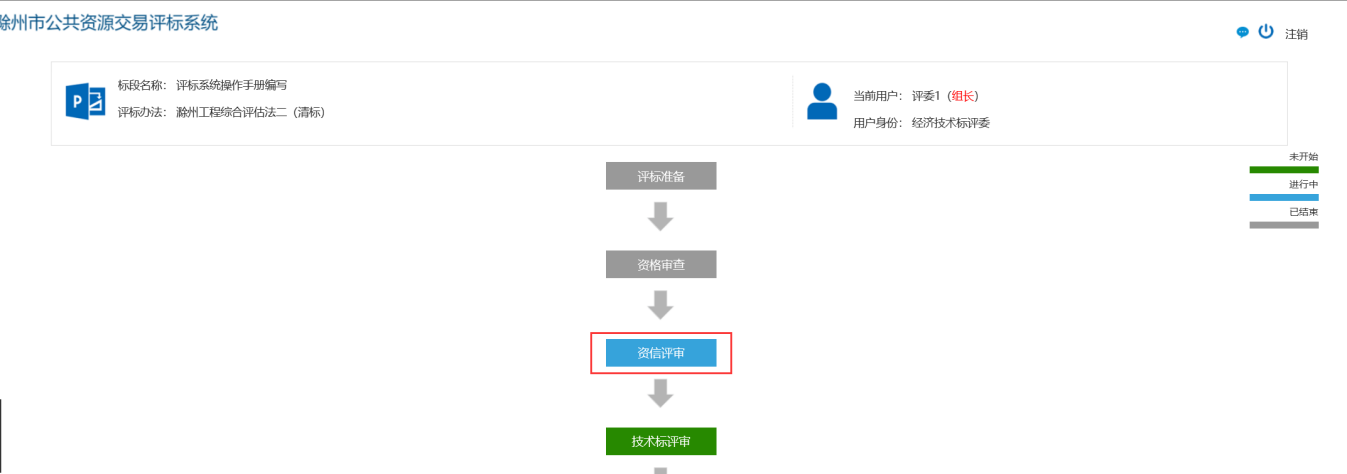 滁州市公共资源交易评标系统
注销
标段名称： 评标系统操作手册编写
评标办法： 滁州工程综合评估法二（清标）
当前用户： 评委1（组长）
用户身份： 经济技术标评委
未开始
进行中
已结束
评标准备
资格审查
资信评审
技术标评审